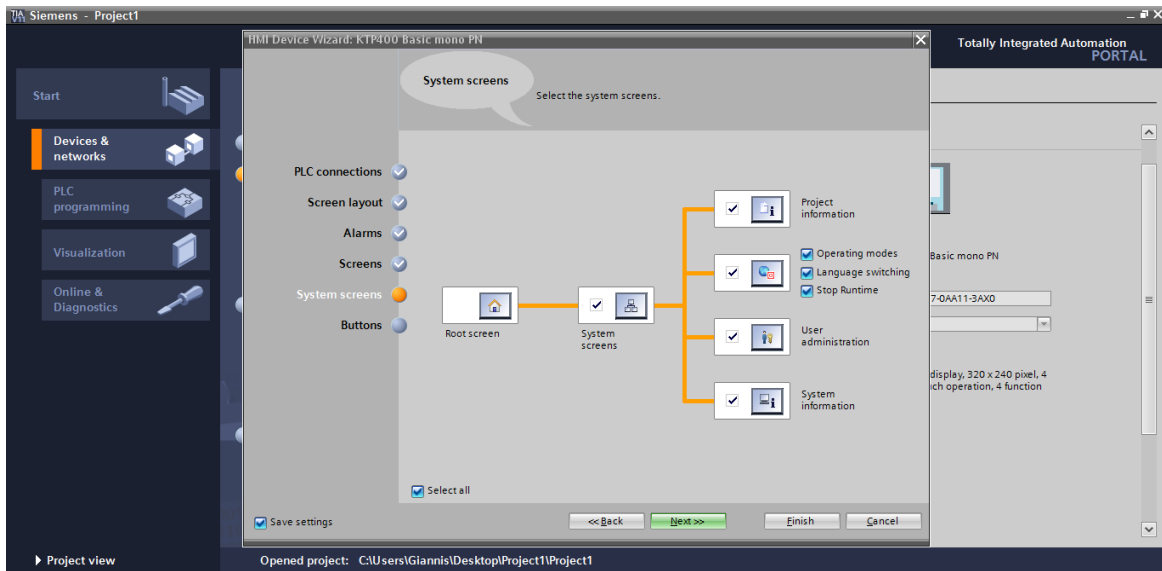 Siemens - Project1
Totally Integrated Automation
PORTAL
HMI Device Wizard: KTP400 Basic mono PN
System screens
Select the system screens.
Start
Devices &
networks
PLC
programming
Visualization
Online &
Diagnostics
PLC connections
Screen layout
Alarms
Screens
System screens
Buttons
Root screen
System
screens
Project
information
Operating modes
Language switching
Stop Runtime
User
administration
System
information
Basic mono PN
7-0AA11-3AX0
display, 320 x 240 pixel, 4
uch operation, 4 function
Select all
Save settings
<<Back
Next>>
Finish
Cancel
Project view
Opened project: C:\Users\Giannis\Desktop\Project1\Project1